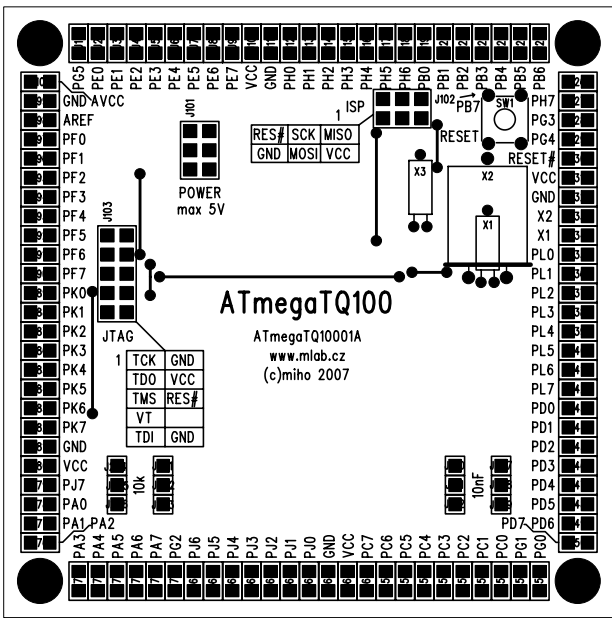 PG5 PE0 PE1 PE2 PE3 PE4 PE5 PE6 PE7 VCC GND PH0 PH1 PH2 PH3 PH4 PH5 PH6 PB0 PB1 PB2 PB3 PB4 PB5 PB6
GND AVCC
AREF
PF0
PF1
PF2
PF3
PF4
PF5
PF6
PF7
PK0
PK1
PK2
PK3
PK4
PK5
PK6
PK7
GND
VCC
PJ7
PA0
PA1 PA2
J101
POWER
max 5V
1 ISP
RES# SCK MISO
GND MOSI VCC
J102
PB7
SW1
RESET
X3
X2
X1
PH7
PG3
PG4
RESET#
VCC
GND
X2
X1
PL0
PL1
PL2
PL3
PL4
PL5
PL6
PL7
PD0
PD1
PD2
PD3
PD4
PD5
PD7 PD6
J103
JTAG
ATmegaTQ100
ATmegaTQ10001A
www.mlab.cz
(c)miho 2007
1 TCK GND
TDO VCC
TMS RES#
VT
TDI GND
10k
10nF
PA3 PA4 PA5 PA6 PA7 PG2 PJ6 PJ5 PJ4 PJ3 PJ2 PJ1 PJ0 GND VCC PC7 PC6 PC5 PC4 PC3 PC2 PC1 PC0 PG1 PG0